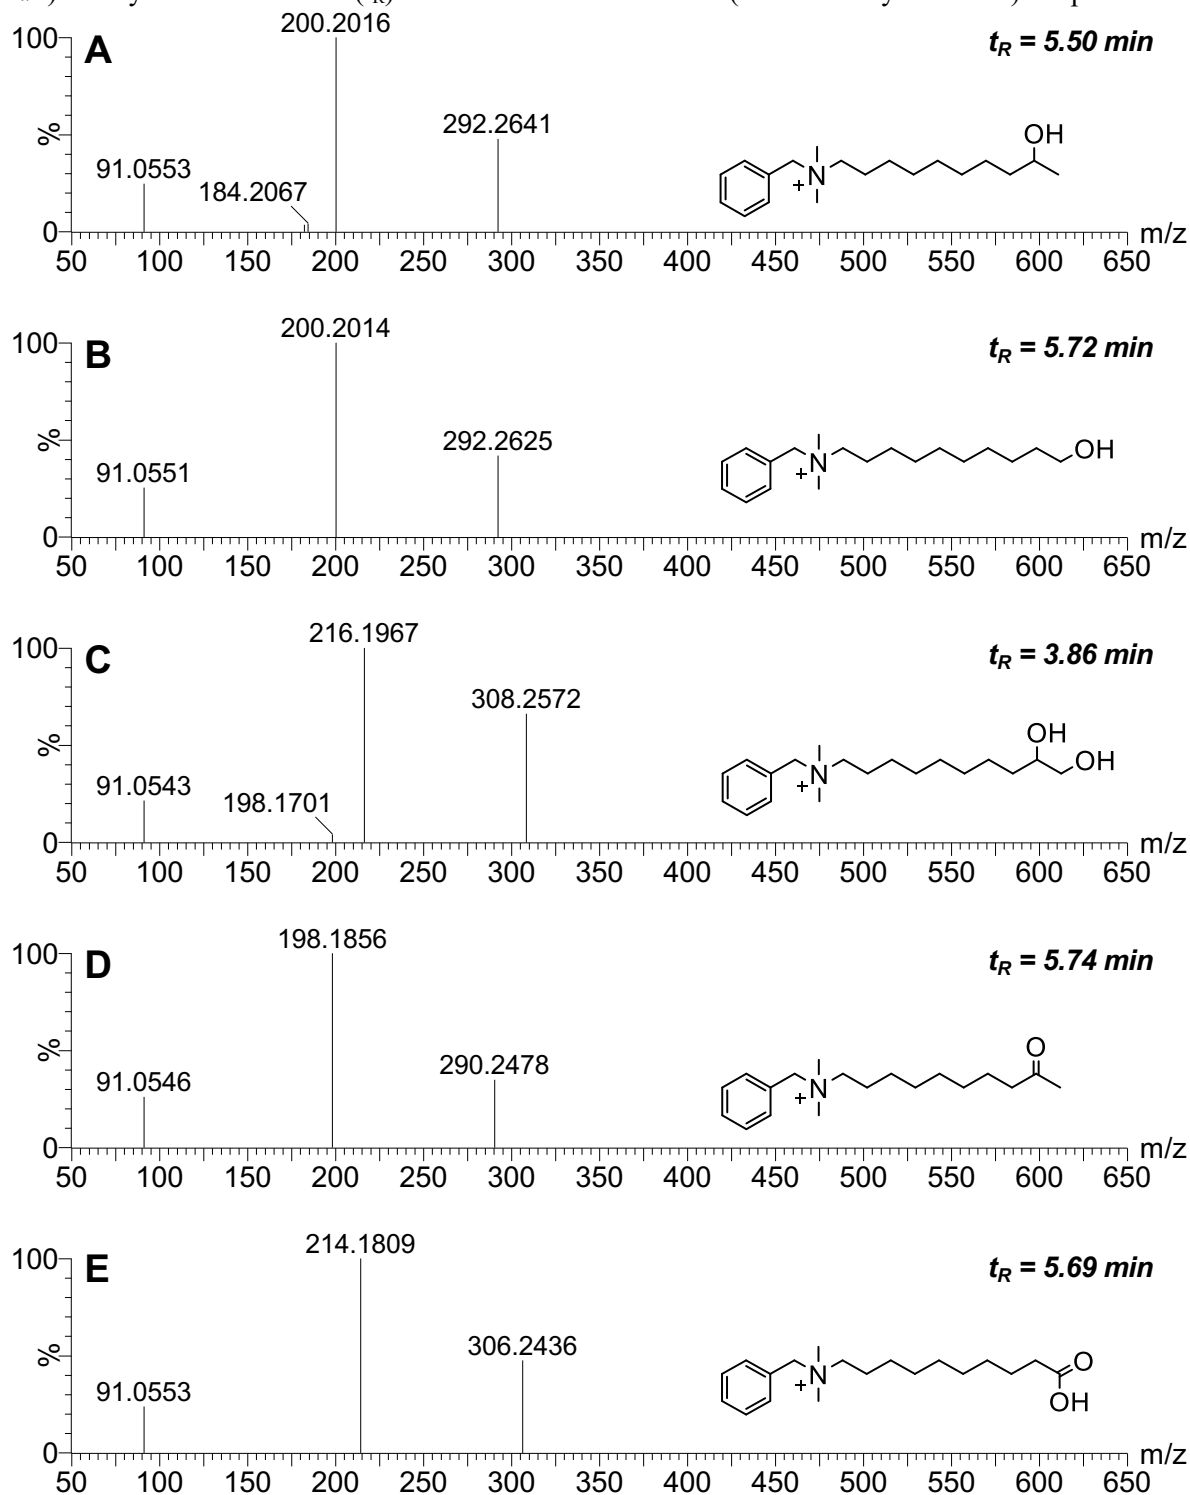 200.2016
100 A t_R = 5.50 min
OH
292.2641
%
91.0553
184.2067
N
+
0
m/z
50 100 150 200 250 300 350 400 450 500 550 600 650
200.2014
100 B t_R = 5.72 min
292.2625
%
OH
91.0551
N
+
0
m/z
50 100 150 200 250 300 350 400 450 500 550 600 650
216.1967
100 C t_R = 3.86 min
308.2572
OH
%
OH
91.0543
198.1701
N
+
0
m/z
50 100 150 200 250 300 350 400 450 500 550 600 650
198.1856
100 D t_R = 5.74 min
O
%
290.2478
91.0546
N
+
0
m/z
50 100 150 200 250 300 350 400 450 500 550 600 650
214.1809
100 E t_R = 5.69 min
306.2436
%
O
91.0553
N
+
OH
0
m/z
50 100 150 200 250 300 350 400 450 500 550 600 650